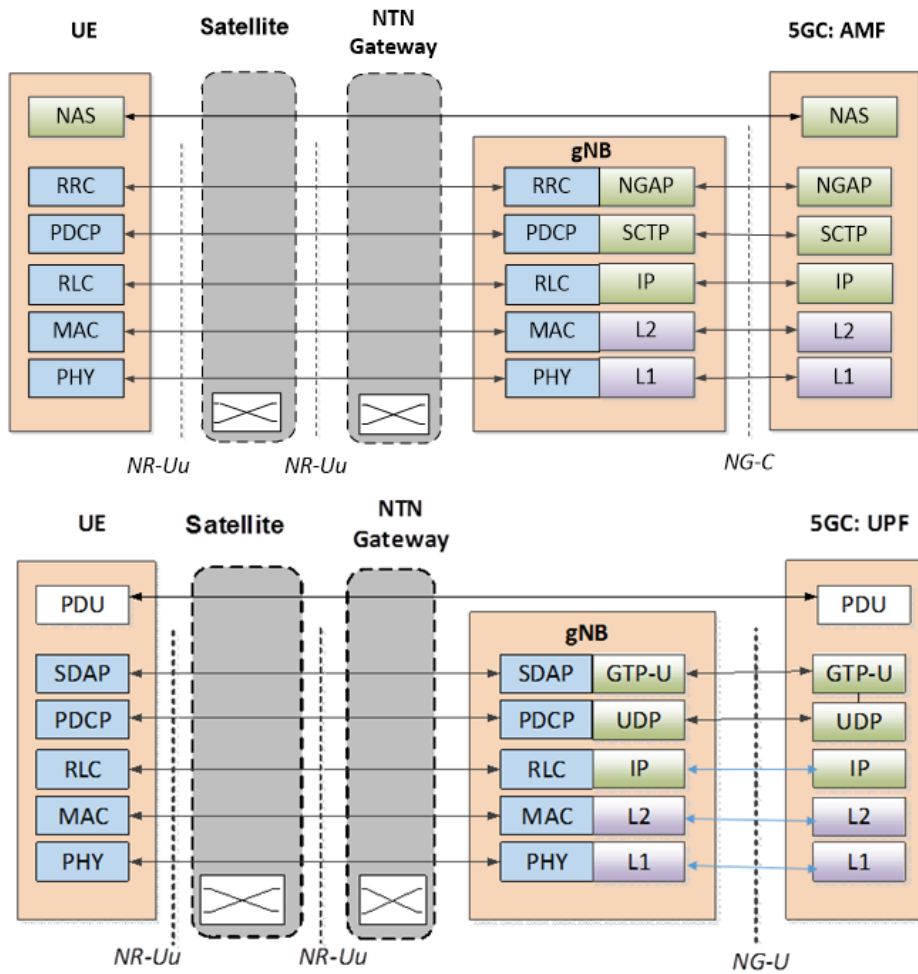 UE
Satellite
NTN
Gateway
5GC: AMF
NAS
NAS
gNB
RRC
RRC
NGAP
NGAP
PDCP
PDCP
SCTP
SCTP
RLC
RLC
IP
IP
MAC
MAC
L2
L2
PHY
PHY
L1
L1
NR-Uu
NR-Uu
NG-C
UE
Satellite
NTN
Gateway
5GC: UPF
PDU
PDU
gNB
SDAP
SDAP
GTP-U
GTP-U
PDCP
PDCP
UDP
UDP
RLC
RLC
IP
IP
MAC
MAC
L2
L2
PHY
PHY
L1
L1
NR-Uu
NR-Uu
NG-U